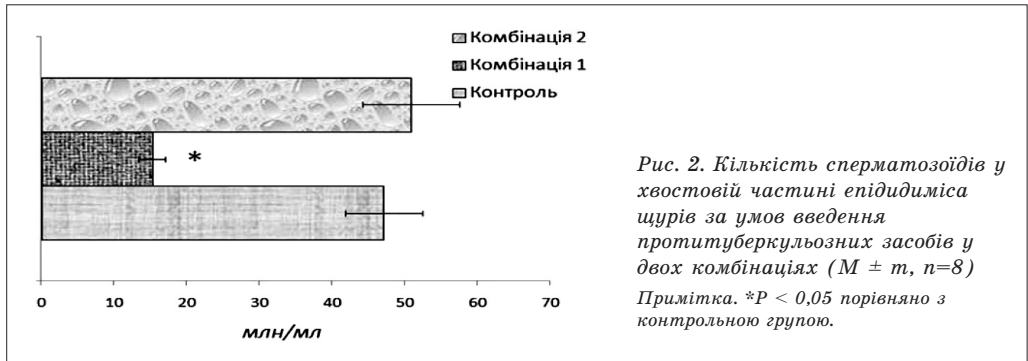 Комбінація 2
Комбінація 1
Контроль
*
0 10 20 30 40 50 60 70
млн/мл
Рис. 2. Кількість сперматозоїдів у
хвостовій частині епідидиміса
щурів за умов введення
протитуберкульозних засобів у
двох комбінаціях (M ± m, n=8)
Примітка. *P < 0,05 порівняно з
контрольною групою.